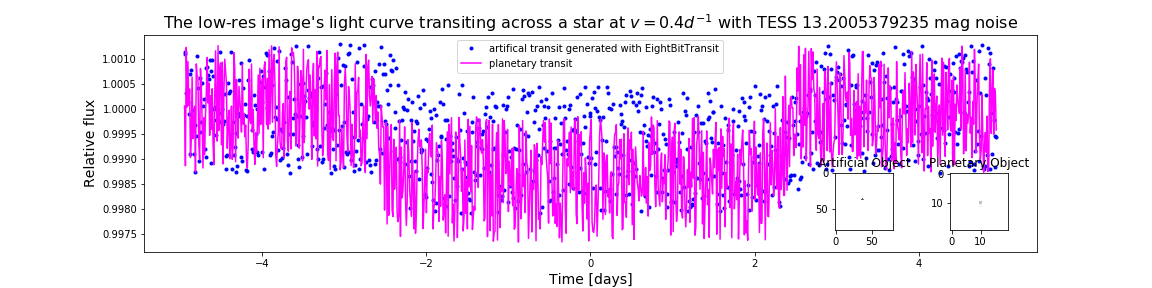 The low-res image's light curve transiting across a star at v = 0.4d⁻¹ with TESS 13.2005379235 mag noise
artifical transit generated with EightBitTransit
planetary transit
Relative flux
1.0010
1.0005
1.0000
0.9995
0.9990
0.9985
0.9980
0.9975
Artificial Object
0
50
0 50
Planetary Object
0
10
0 10
−4 −2 0 2 4
Time [days]